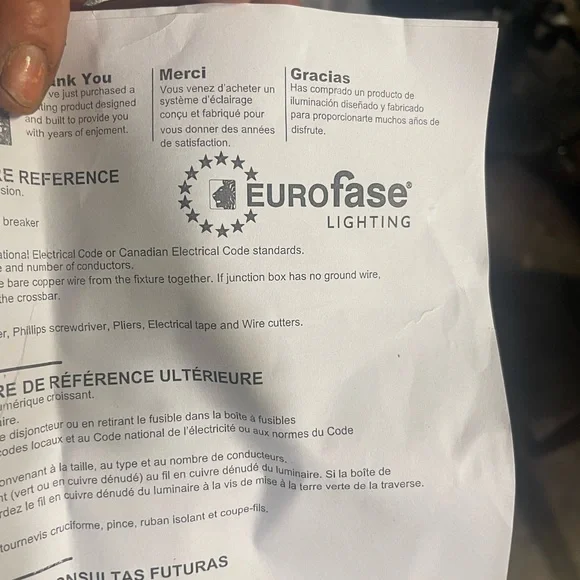 nk You
ve just purchased a
ing product designed
and built to provide you
with years of enjoment.
Merci
Vous venez d'acheter un
système d'éclairage
conçu et fabriqué pour
vous donner des années
de satisfaction.
Gracias
Has comprado un producto de
iluminación diseñado y fabricado
para proporcionarte muchos años de
disfrute.
EUROfase®
LIGHTING
E REFERENCE
sion.
breaker
ational Electrical Code or Canadian Electrical Code standards.
and number of conductors.
bare copper wire from the fixture together. If junction box has no ground wire,
the crossbar.
er, Phillips screwdriver, Pliers, Electrical tape and Wire cutters.
RE DE RÉFÉRENCE ULTÉRIEURE
umérique croissant.
ire.
e disjoncteur ou en retirant le fusible dans la boîte à fusibles
codes locaux et au Code national de l'électricité ou aux normes du Code
onvenant à la taille, au type et au nombre de conducteurs.
nt (vert ou en cuivre dénudé) au fil en cuivre dénudé du luminaire. Si la boîte de
rdez le fil en cuivre dénudé du luminaire à la vis de mise à la terre verte de la traverse.
tournevis cruciforme, pince, ruban isolant et coupe-fils.
NSULTAS FUTURAS